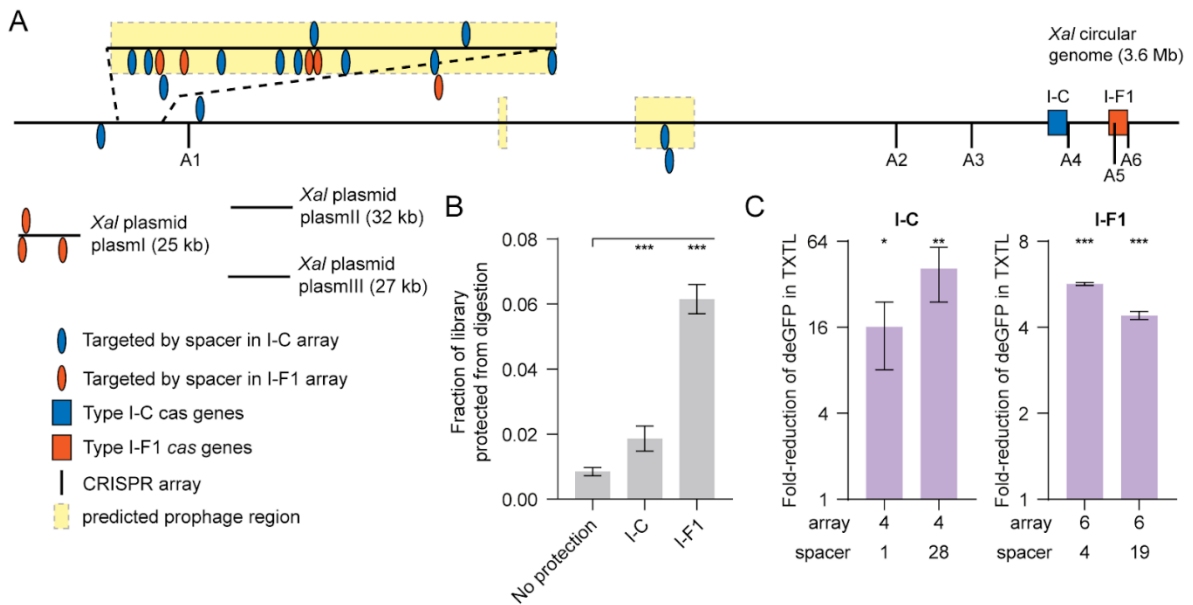 A
Xal circular
genome (3.6 Mb)
I-C
I-F1
A1
A2
A3
A4
A5
A6
Xal plasmid
plasmI (25 kb)
Xal plasmid
plasmII (32 kb)
Xal plasmid
plasmIII (27 kb)
Targeted by spacer in I-C array
Targeted by spacer in I-F1 array
Type I-C cas genes
Type I-F1 cas genes
CRISPR array
predicted prophage region
B
Fraction of library
protected from digestion
0.08
0.06
0.04
0.02
0.00
***
***
No protection
I-C
I-F1
C
I-C
Fold-reduction of deGFP in TXTL
64
16
4
1
*
**
array 4 4
spacer 1 28
I-F1
Fold-reduction of deGFP in TXTL
8
4
2
1
***
***
array 6 6
spacer 4 19